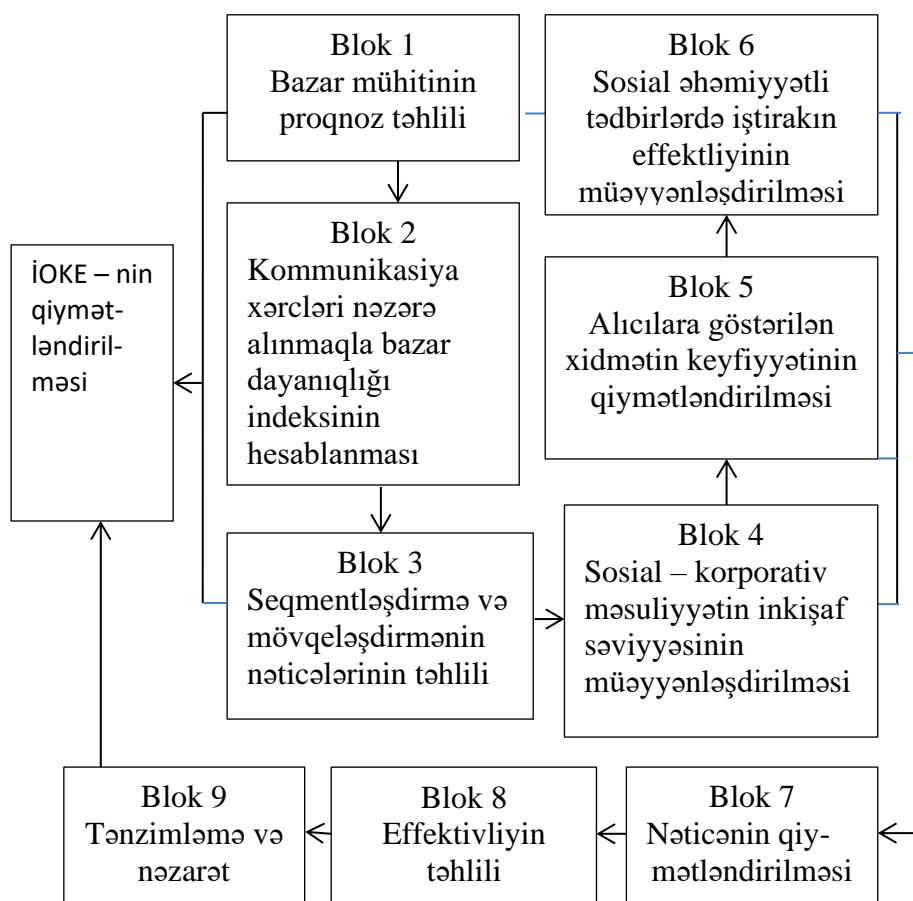 Blok 1
Bazar mühitinin
proqnoz təhlili
Blok 6
Sosial əhəmiyyətli
tədbirlərdə iştirakın
effektliyinin
müəyyənləşdirilməsi
Blok 2
Kommunikasiya
xərcləri nəzərə
alınmaqla bazar
dayanıqlığı
indeksinin
hesablanması
İOKE – nin
qiymət-
ləndiril-
məsi
Blok 5
Alıcılara göstərilən
xidmətin keyfiyyətinin
qiymətləndirilməsi
Blok 3
Seqmentləşdirmə və
mövqeləşdirmənin
nəticələrinin təhlili
Blok 4
Sosial – korporativ
məsuliyyətin inkişaf
səviyyəsinin
müəyyənləşdirilməsi
Blok 9
Tənzimləmə və
nəzarət
Blok 8
Effektivliyin
təhlili
Blok 7
Nəticənin qiy-
mətləndirilməsi